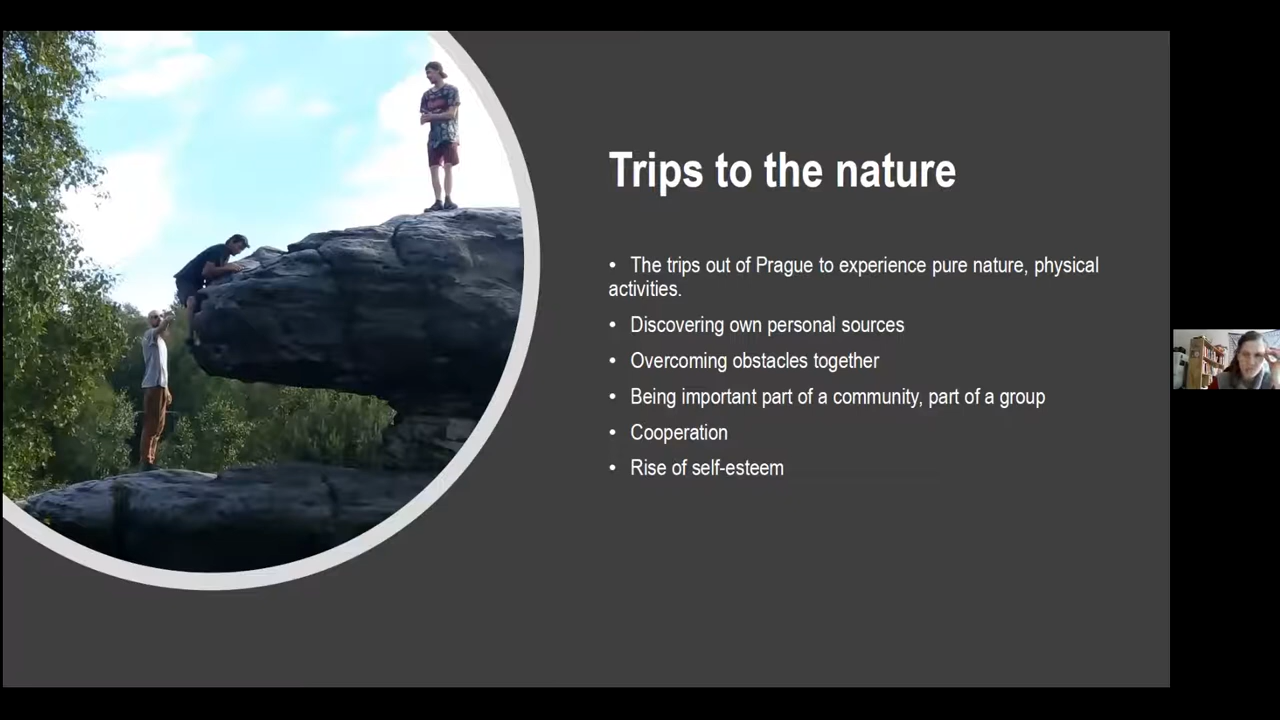 Trips to the nature
• The trips out of Prague to experience pure nature, physical
activities.
• Discovering own personal sources
• Overcoming obstacles together
• Being important part of a community, part of a group
• Cooperation
• Rise of self-esteem